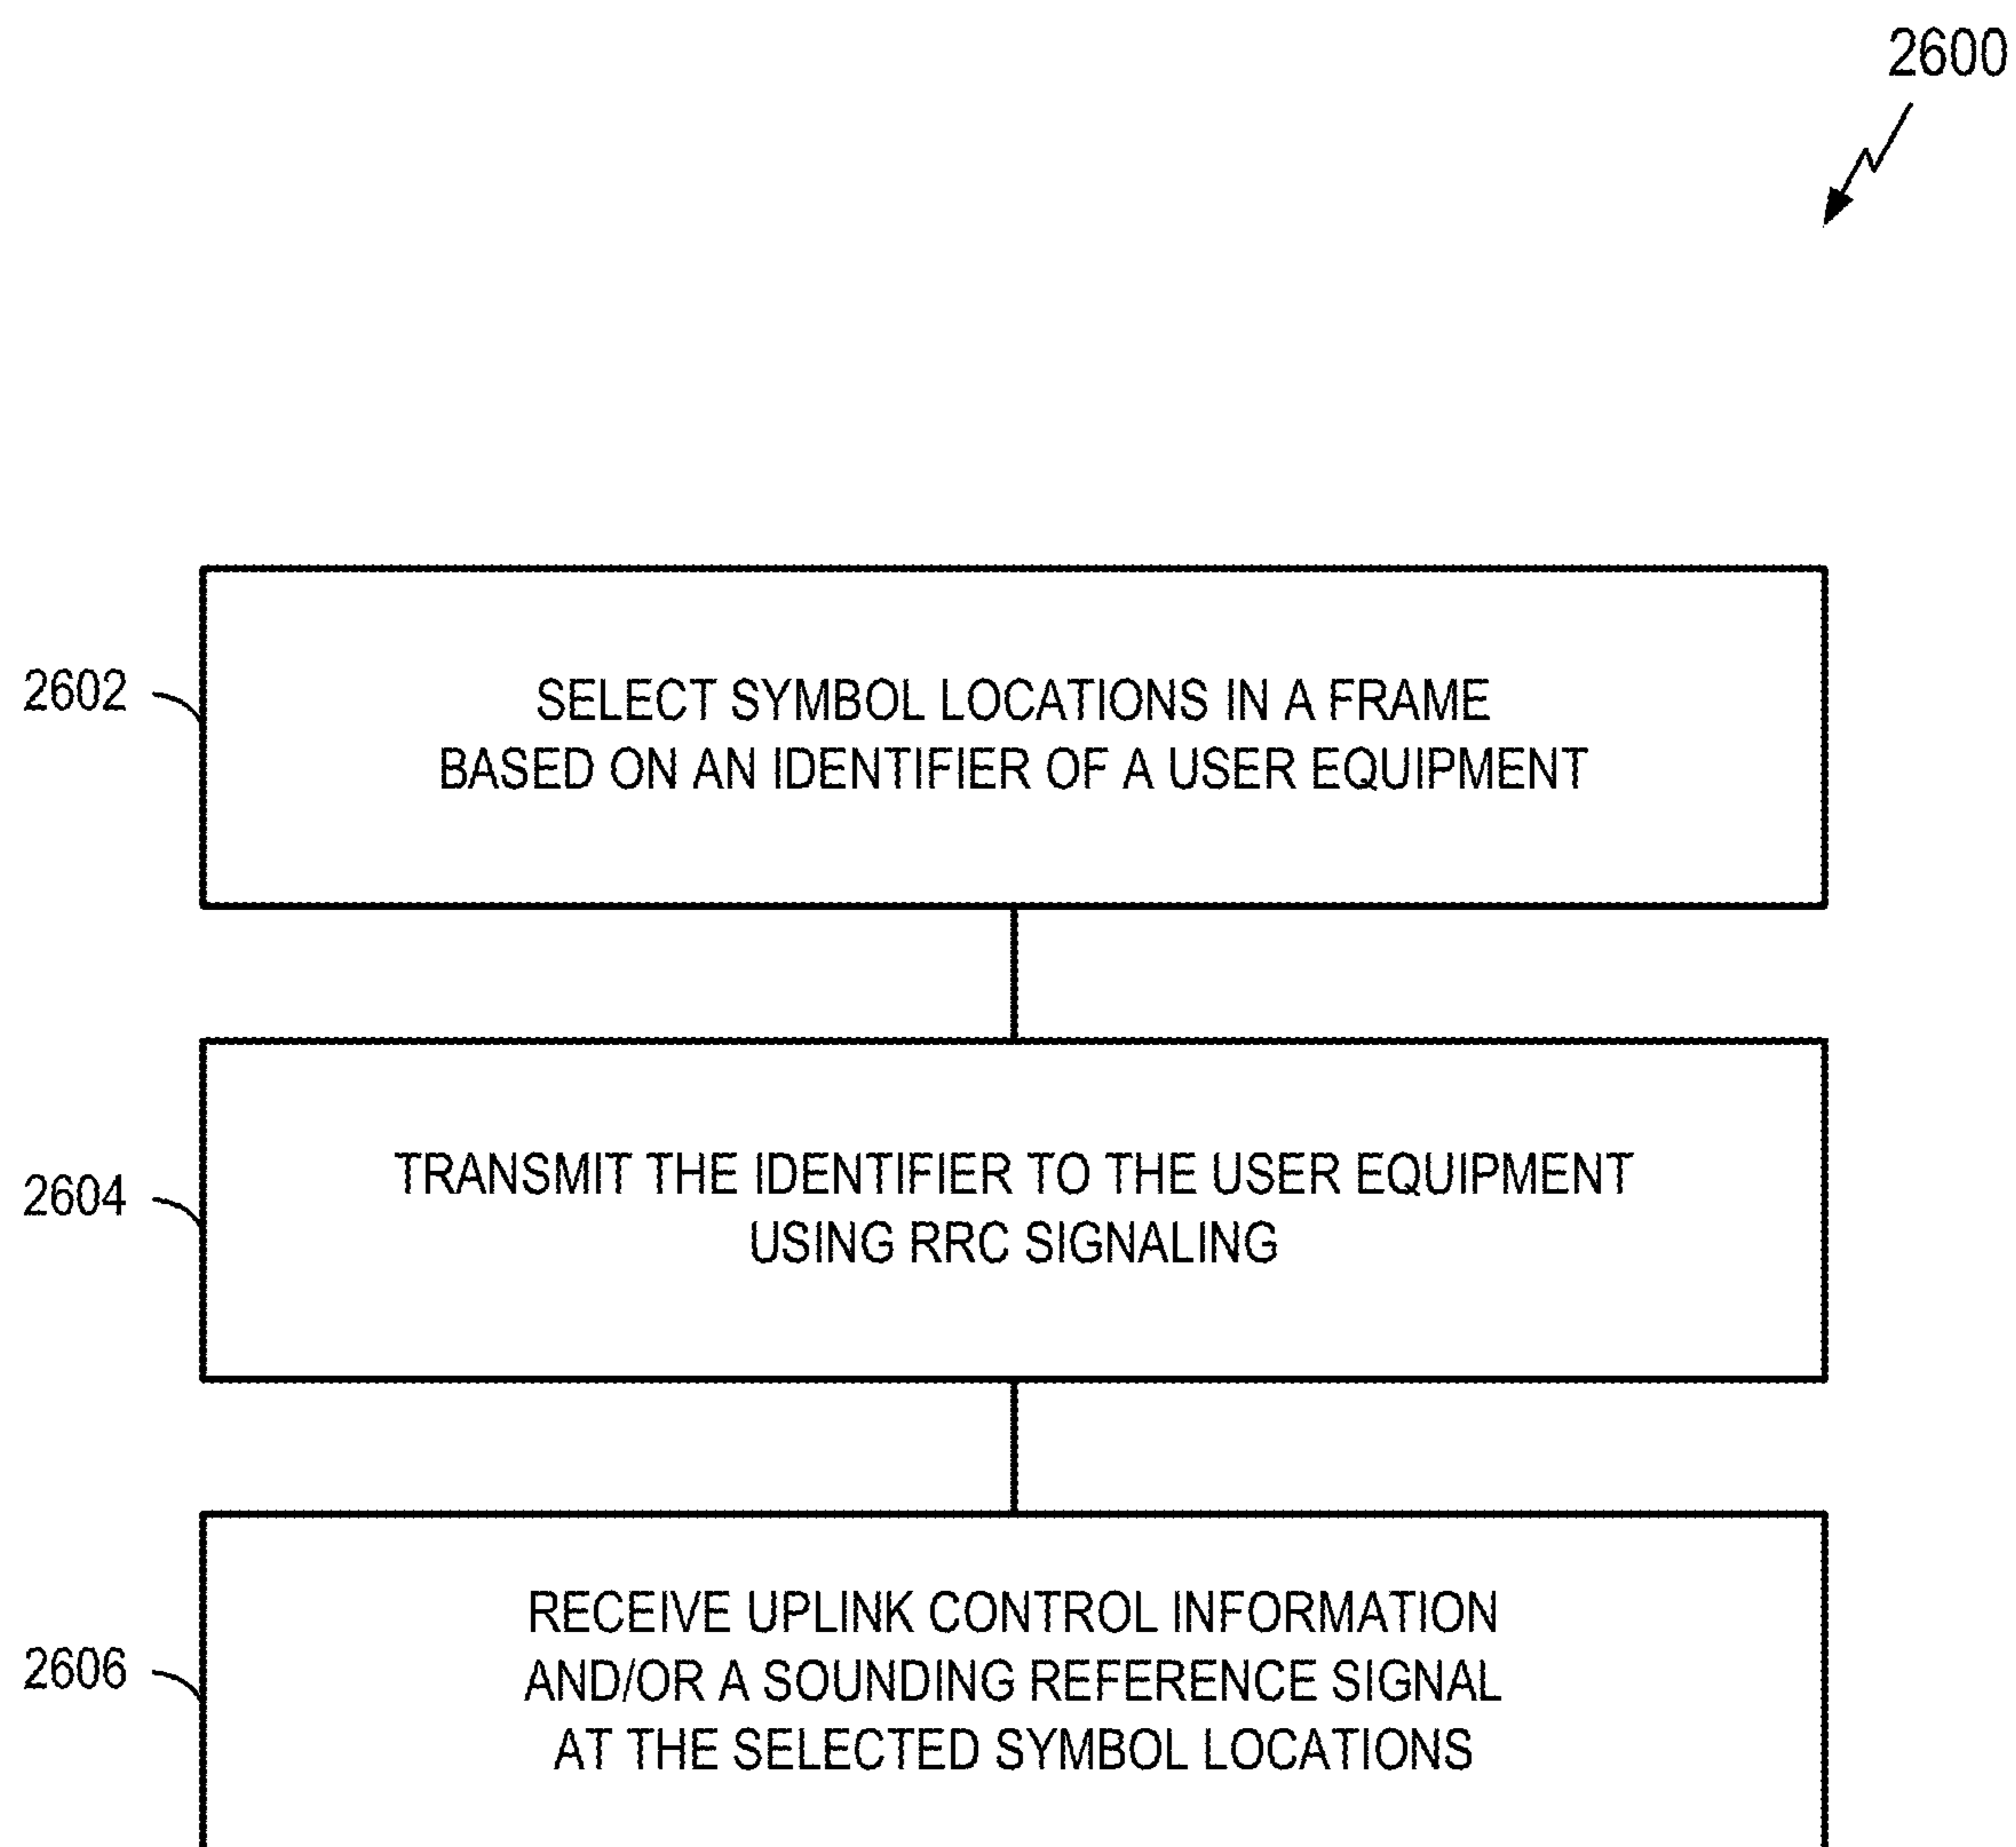 2600
2602
SELECT SYMBOL LOCATIONS IN A FRAME
BASED ON AN IDENTIFIER OF A USER EQUIPMENT
2604
TRANSMIT THE IDENTIFIER TO THE USER EQUIPMENT
USING RRC SIGNALING
2606
RECEIVE UPLINK CONTROL INFORMATION
AND/OR A SOUNDING REFERENCE SIGNAL
AT THE SELECTED SYMBOL LOCATIONS